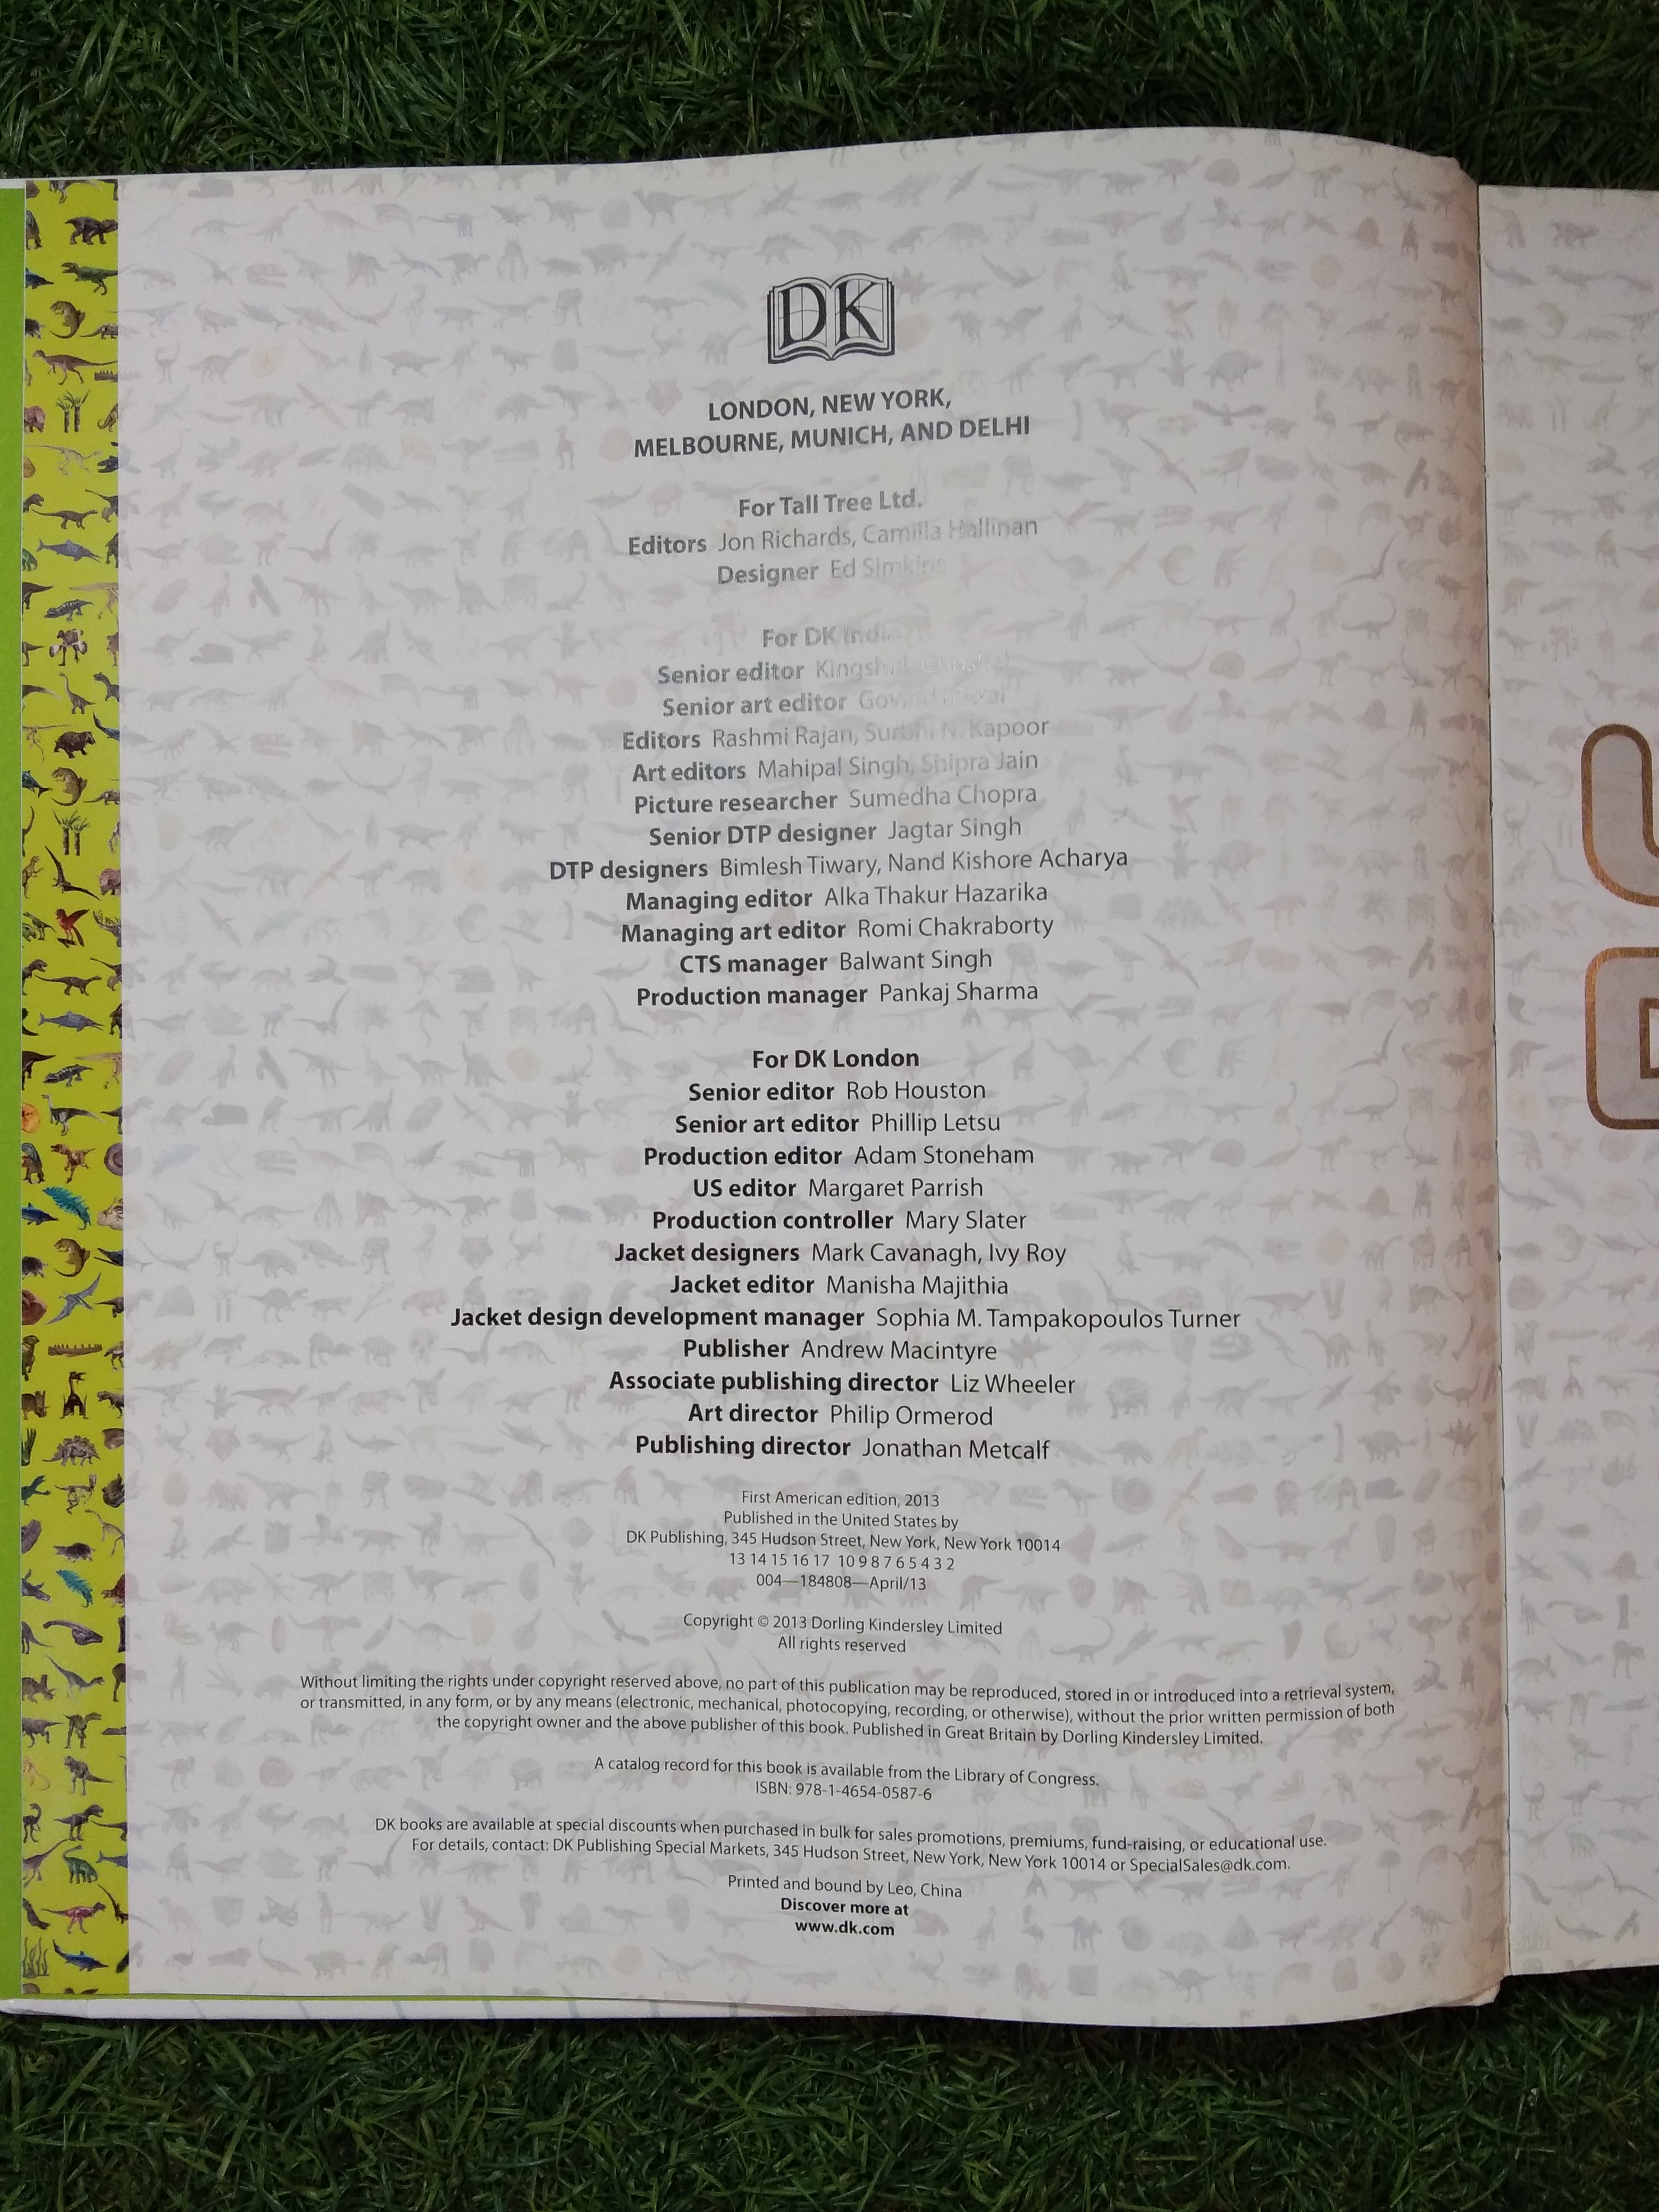 DK
LONDON, NEW YORK,
MELBOURNE, MUNICH, AND DELHI
For Tall Tree Ltd.
Editors Jon Richards, Camilla Hallinan
Designer Ed Simkins
For DK India
Senior editor
Senior art editor Govind
Editors Rashmi Rajan, Surbhi N. Kapoor
Art editors Mahipal Singh, Shipra Jain
Picture researcher Sumedha Chopra
Senior DTP designer Jagtar Singh
DTP designers Bimlesh Tiwary, Nand Kishore Acharya
Managing editor Alka Thakur Hazarika
Managing art editor Romi Chakraborty
CTS manager Balwant Singh
Production manager Pankaj Sharma
For DK London
Senior editor Rob Houston
Senior art editor Phillip Letsu
Production editor Adam Stoneham
US editor Margaret Parrish
Production controller Mary Slater
Jacket designers Mark Cavanagh, Ivy Roy
Jacket editor Manisha Majithia
Jacket design development manager Sophia M. Tampakopoulos Turner
Publisher Andrew Macintyre
Associate publishing director Liz Wheeler
Art director Philip Ormerod
Publishing director Jonathan Metcalf
First American edition, 2013
Published in the United States by
DK Publishing, 345 Hudson Street, New York, New York 10014
13 14 15 16 17 10 9 8 7 6 5 4 3 2
004—184808—April/13
Copyright © 2013 Dorling Kindersley Limited
All rights reserved
Without limiting the rights under copyright reserved above, no part of this publication may be reproduced, stored in or introduced into a retrieval system,
or transmitted, in any form, or by any means (electronic, mechanical, photocopying, recording, or otherwise), without the prior written permission of both
the copyright owner and the above publisher of this book. Published in Great Britain by Dorling Kindersley Limited.
A catalog record for this book is available from the Library of Congress.
ISBN: 978-1-4654-0587-6
DK books are available at special discounts when purchased in bulk for sales promotions, premiums, fund-raising, or educational use.
For details, contact: DK Publishing Special Markets, 345 Hudson Street, New York, New York 10014 or SpecialSales@dk.com.
Printed and bound by Leo, China
Discover more at
www.dk.com